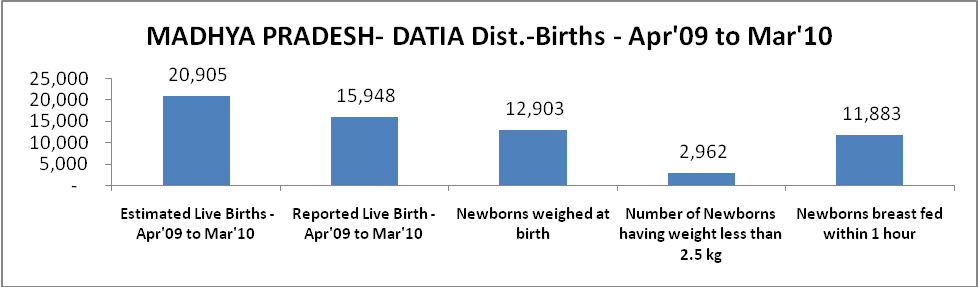 MADHYA PRADESH- DATIA Dist.-Births - Apr'09 to Mar'10
25,000
20,000
15,000
10,000
5,000
-
20,905
15,948
12,903
2,962
11,883
Estimated Live Births -
Apr'09 to Mar'10
Reported Live Birth -
Apr'09 to Mar'10
Newborns weighed at
birth
Number of Newborns
having weight less than
2.5 kg
Newborns breast fed
within 1 hour